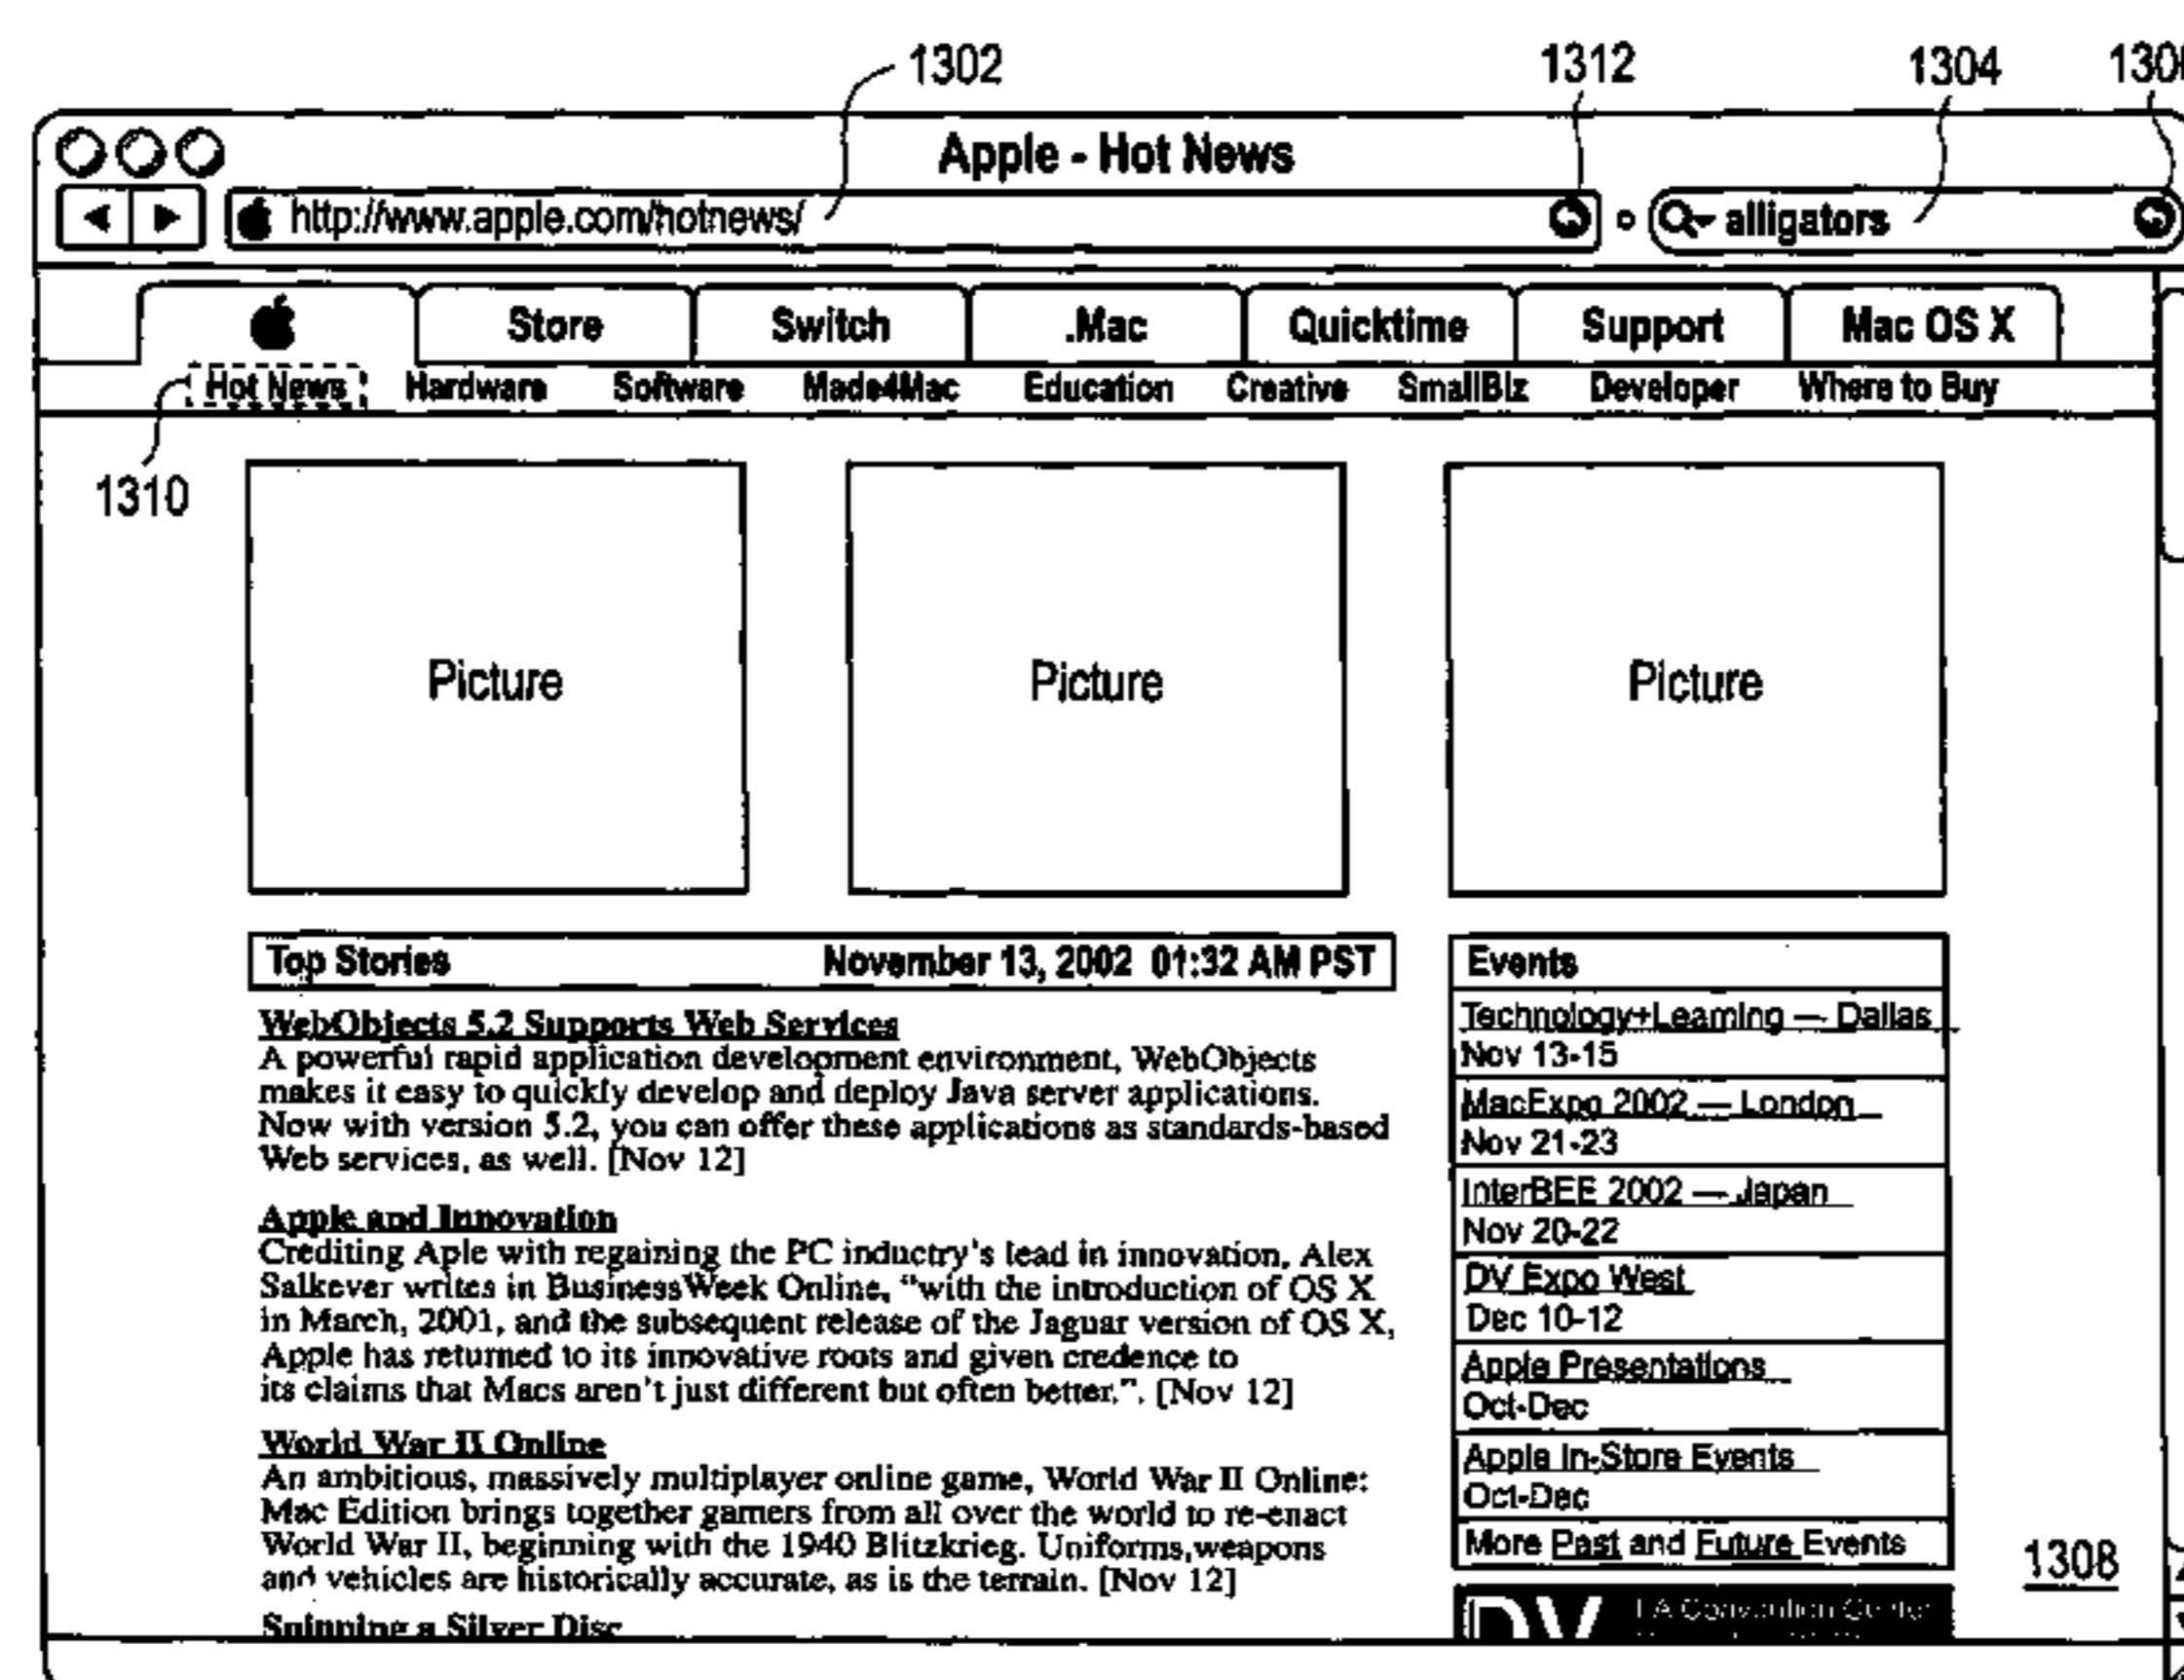 1302
1312
1304
Apple - Hot News
http://www.apple.com/hotnews/
alligators
Store Switch .Mac Quicktime Support Mac OS X
Hot News Hardware Software Made4Mac Education Creative SmallBiz Developer Where to Buy
1310
Picture Picture Picture
Top Stories November 13, 2002 01:32 AM PST
WebObjects 5.2 Supports Web Services
A powerful rapid application development environment, WebObjects
makes it easy to quickly develop and deploy Java server applications.
Now with version 5.2, you can offer these applications as standards-based
Web services, as well. [Nov 12]
Apple and Innovation
Crediting Aple with regaining the PC inductry's lead in innovation, Alex
Salkever writes in BusinessWeek Online, “with the introduction of OS X
in March, 2001, and the subsequent release of the Jaguar version of OS X,
Apple has returned to its innovative roots and given credence to
its claims that Macs aren't just different but often better.”. [Nov 12]
World War II Online
An ambitious, massively multiplayer online game, World War II Online:
Mac Edition brings together gamers from all over the world to re-enact
World War II, beginning with the 1940 Blitzkrieg. Uniforms,weapons
and vehicles are historically accurate, as is the terrain. [Nov 12]
Spinning a Silver Disc
Events
Technology+Learning — Dallas
Nov 13-15
MacExpo 2002 — London
Nov 21-23
InterBEE 2002 — Japan
Nov 20-22
DV Expo West
Dec 10-12
Apple Presentations
Oct-Dec
Apple In-Store Events
Oct-Dec
More Past and Future Events
DV LA Convention Center
1308